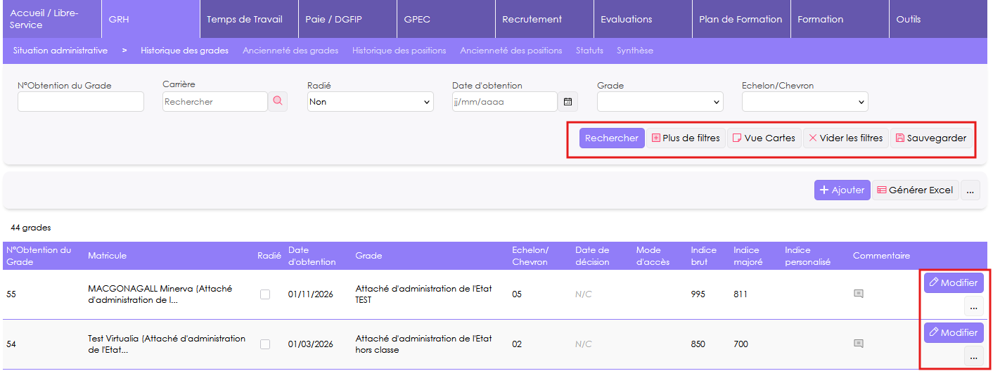 Accueil / Libre-
Service
GRH
Temps de Travail
Paie / DGFIP
GPEC
Recrutement
Evaluations
Plan de Formation
Formation
Outils
Situation administrative > Historique des grades Ancienneté des grades Historique des positions Ancienneté des positions Statuts Synthèse
N°Obtention du Grade
Carrière
Rechercher
Radié
Non
Date d'obtention
jj/mm/aaaa
Grade
Echelon/Chevron
Rechercher Plus de filtres Vue Cartes Vider les filtres Sauvegarder
+ Ajouter Générer Excel ...
44 grades
N°Obtention du
Grade
Matricule
Radié
Date
d'obtention
Grade
Echelon/
Chevron
Date de
décision
Mode
d'accès
Indice
brut
Indice
majoré
Indice
personalisé
Commentaire
55
MACGONAGALL Minerva (Attaché
d'administration de l...
01/11/2026
Attaché d'administration de l'Etat
TEST
05
N/C
995
811
Modifier
...
54
Test Virtualia (Attaché d'administration
de l'Etat...
01/03/2026
Attaché d'administration de l'Etat
hors classe
02
N/C
850
700
Modifier
...